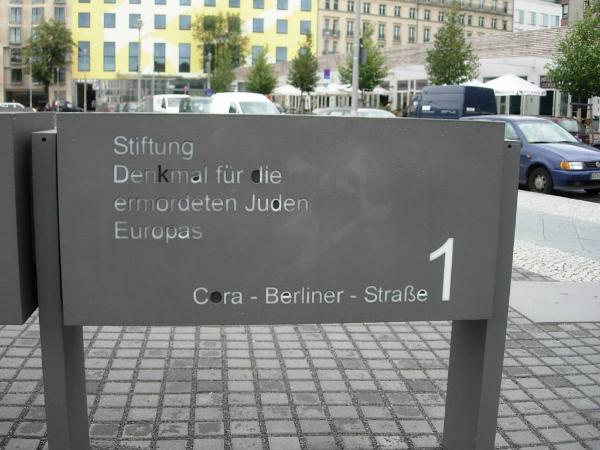 Stiftung
Denkmal für die
ermordeten Juden
Europas
Cora - Berliner - Straße 1